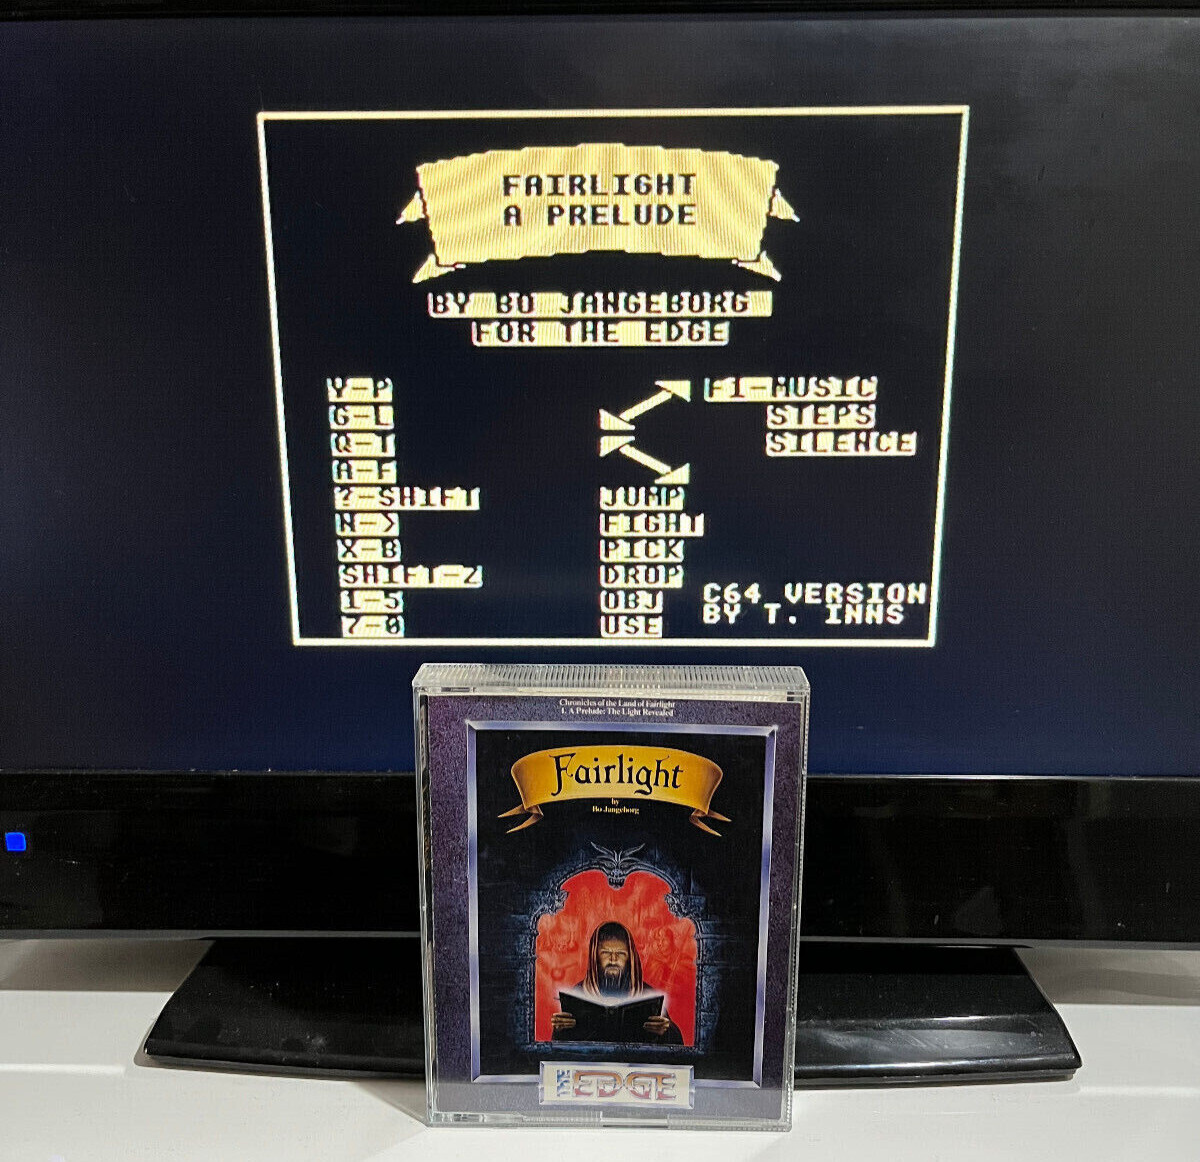 FAIRLIGHT
A PRELUDE
BY BO JANGEBORG
FOR THE EDGE
Y-P
G-L
Q-T
A-F
?-SHIFT JUMP
N-> FIGHT
X-B PICK
SHIFT-Z DROP
1-5 OBJ
7-0 USE
F1-MUSIC
STEPS
SILENCE
C64 VERSION
BY T. INNS
Chronicles of the Land of Fairlight
1. A Prelude: The Light Revealed
Fairlight
by
Bo Jangeborg
THE EDGE